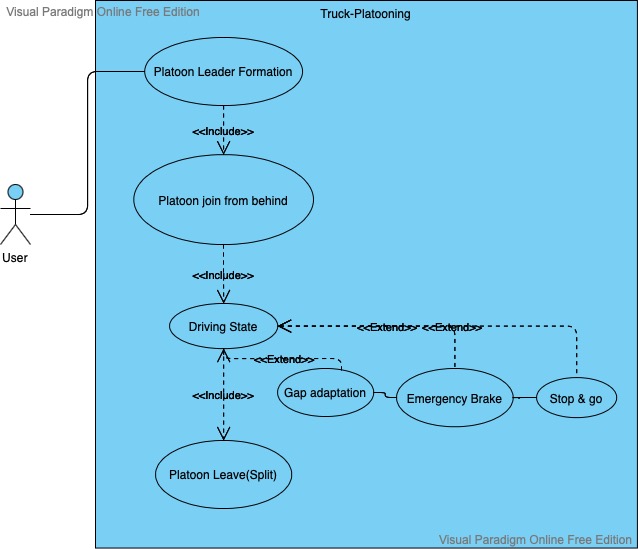 Visual Paradigm Online Free Edition
Truck-Platooning
Platoon Leader Formation
<<Include>>
Platoon join from behind
User
<<Include>>
Driving State
<<Extend>> <<Extend>>
<<Extend>>
Gap adaptation
Emergency Brake
Stop & go
<<Include>>
Platoon Leave(Split)
Visual Paradigm Online Free Edition